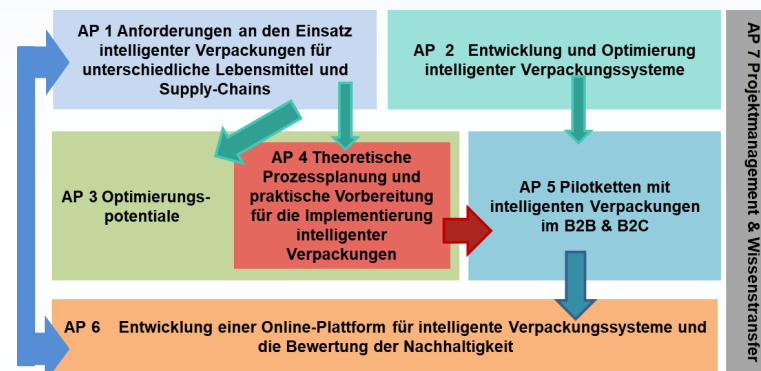 AP 1 Anforderungen an den Einsatz
intelligenter Verpackungen für
unterschiedliche Lebensmittel und
Supply-Chains
AP 2 Entwicklung und Optimierung
intelligenter Verpackungssysteme
AP 3 Optimierungs-
potentiale
AP 4 Theoretische
Prozessplanung und
praktische Vorbereitung
für die Implementierung
intelligenter
Verpackungen
AP 5 Pilotketten mit
intelligenten Verpackungen
im B2B & B2C
AP 6 Entwicklung einer Online-Plattform für intelligente Verpackungssysteme und
die Bewertung der Nachhaltigkeit
AP 7 Projektmanagement & Wissenstransfer